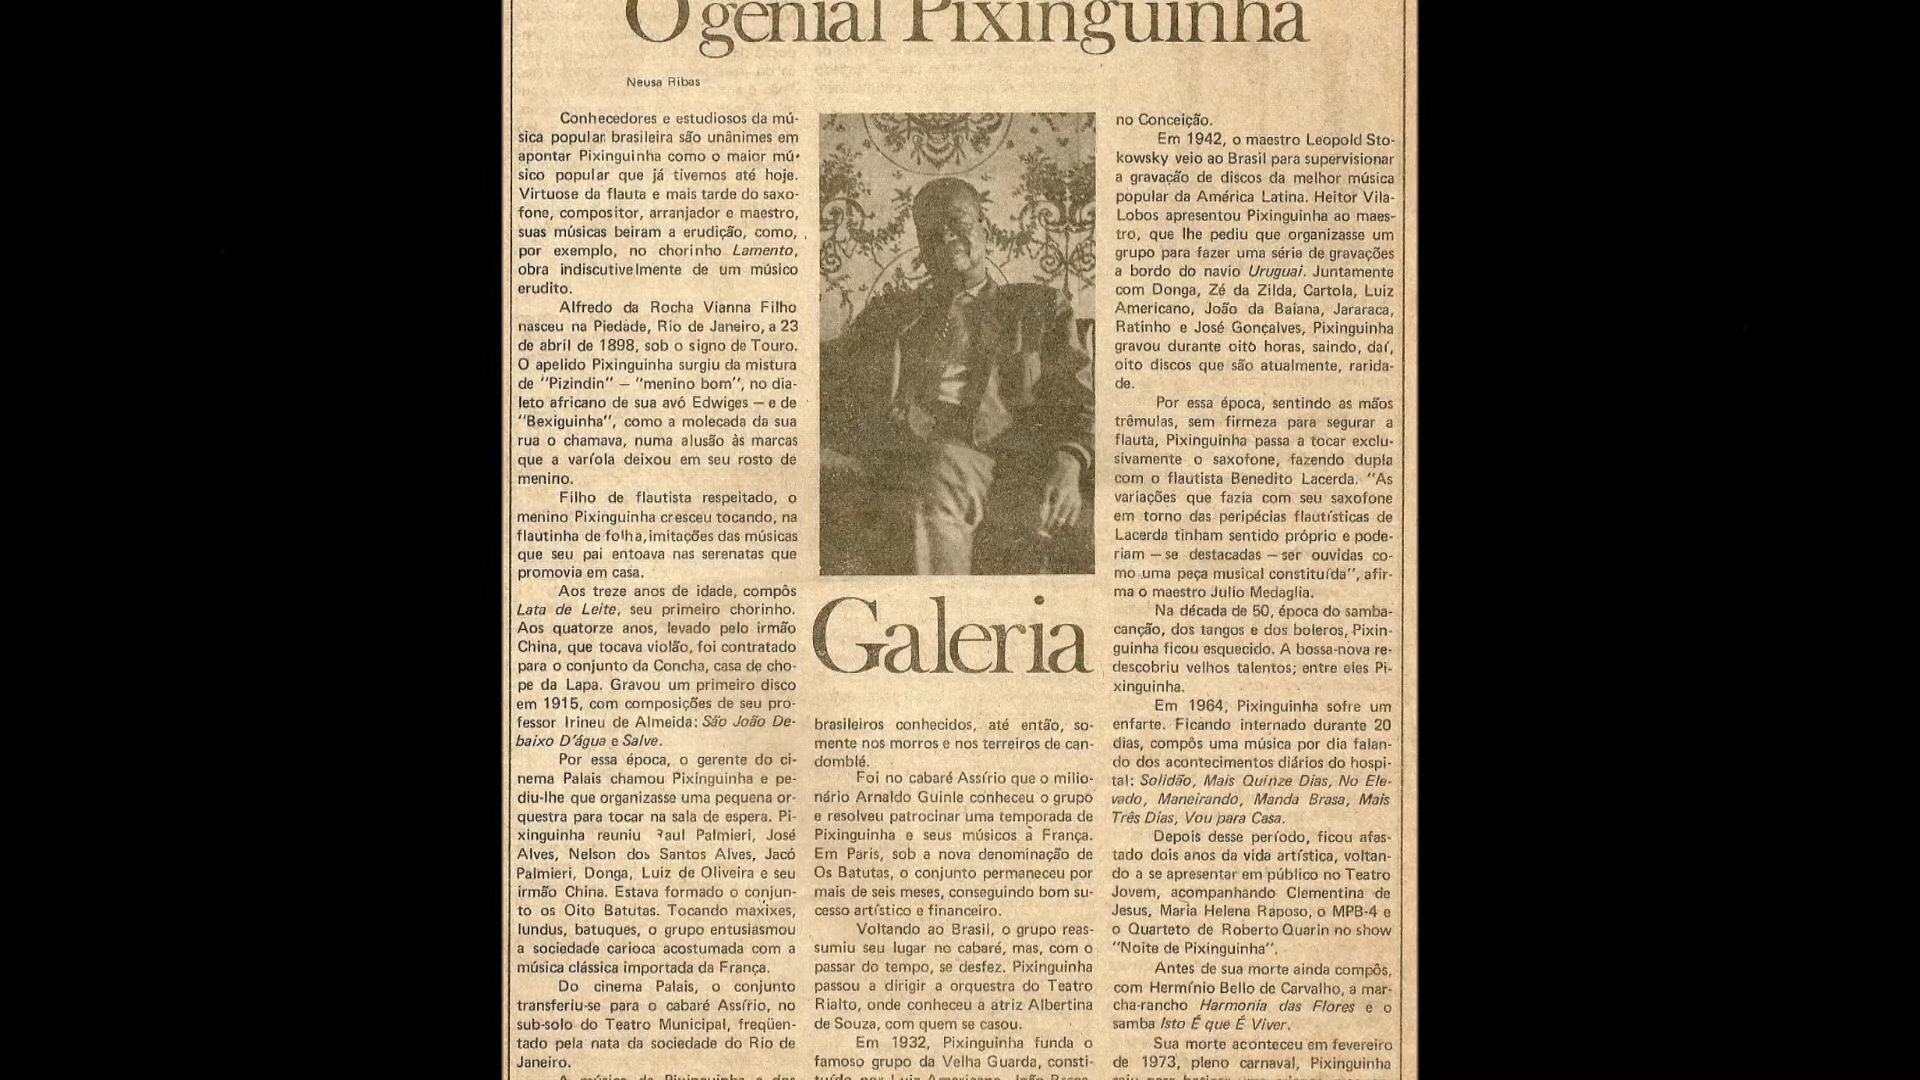 O genial Pixinguinha
Neusa Ribas
Conhecedores e estudiosos da mú-
sica popular brasileira são unânimes em
apontar Pixinguinha como o maior mú-
sico popular que já tivemos até hoje.
Virtuose da flauta e mais tarde do saxo-
fone, compositor, arranjador e maestro,
suas músicas beiram a erudição, como,
por exemplo, no chorinho Lamento,
obra indiscutivelmente de um músico
erudito.
Alfredo da Rocha Vianna Filho
nasceu na Piedade, Rio de Janeiro, a 23
de abril de 1898, sob o signo de Touro.
O apelido Pixinguinha surgiu da mistura
de "Pizindin" — "menino bom", no dia-
leto africano de sua avó Edwiges — e de
"Bexiguinha", como a molecada da sua
rua o chamava, numa alusão às marcas
que a varíola deixou em seu rosto de
menino.
Filho de flautista respeitado, o
menino Pixinguinha cresceu tocando, na
flautinha de folha, imitações das músicas
que seu pai entoava nas serenatas que
promovia em casa.
Aos treze anos de idade, compôs
Lata de Leite, seu primeiro chorinho.
Aos quatorze anos, levado pelo irmão
China, que tocava violão, foi contratado
para o conjunto da Concha, casa de cho-
pe da Lapa. Gravou um primeiro disco
em 1915, com composições de seu pro-
fessor Irineu de Almeida: São João De-
baixo D'água e Salve.
Por essa época, o gerente do ci-
nema Palais chamou Pixinguinha e pe-
diu-lhe que organizasse uma pequena or-
questra para tocar na sala de espera. Pi-
xinguinha reuniu Raul Palmieri, José
Alves, Nelson dos Santos Alves, Jacó
Palmieri, Donga, Luiz de Oliveira e seu
irmão China. Estava formado o conjun-
to os Oito Batutas. Tocando maxixes,
lundus, batuques, o grupo entusiasmou
a sociedade carioca acostumada com a
música clássica importada da França.
Do cinema Palais, o conjunto
transferiu-se para o cabaré Assírio, no
sub-solo do Teatro Municipal, freqüen-
tado pela nata da sociedade do Rio de
Janeiro.
A música de Pixinguinha e dos
Galeria
brasileiros conhecidos, até então, so-
mente nos morros e nos terreiros de can-
domblé.
Foi no cabaré Assírio que o milio-
nário Arnaldo Guinle conheceu o grupo
e resolveu patrocinar uma temporada de
Pixinguinha e seus músicos à França.
Em Paris, sob a nova denominação de
Os Batutas, o conjunto permaneceu por
mais de seis meses, conseguindo bom su-
cesso artístico e financeiro.
Voltando ao Brasil, o grupo reas-
sumiu seu lugar no cabaré, mas, com o
passar do tempo, se desfez. Pixinguinha
passou a dirigir a orquestra do Teatro
Rialto, onde conheceu a atriz Albertina
de Souza, com quem se casou.
Em 1932, Pixinguinha funda o
famoso grupo da Velha Guarda, consti-
tuído por Luiz Americano, João Braga,
no Conceição.
Em 1942, o maestro Leopold Sto-
kowsky veio ao Brasil para supervisionar
a gravação de discos da melhor música
popular da América Latina. Heitor Vila-
Lobos apresentou Pixinguinha ao maes-
tro, que lhe pediu que organizasse um
grupo para fazer uma série de gravações
a bordo do navio Uruguai. Juntamente
com Donga, Zé da Zilda, Cartola, Luiz
Americano, João da Baiana, Jararaca,
Ratinho e José Gonçalves, Pixinguinha
gravou durante oito horas, saindo, daí,
oito discos que são atualmente, rarida-
de.
Por essa época, sentindo as mãos
trêmulas, sem firmeza para segurar a
flauta, Pixinguinha passa a tocar exclu-
sivamente o saxofone, fazendo dupla
com o flautista Benedito Lacerda. "As
variações que fazia com seu saxofone
em torno das peripécias flautísticas de
Lacerda tinham sentido próprio e pode-
riam — se destacadas — ser ouvidas co-
mo uma peça musical constituída", afir-
ma o maestro Julio Medaglia.
Na década de 50, época do samba-
canção, dos tangos e dos boleros, Pixin-
guinha ficou esquecido. A bossa-nova re-
descobriu velhos talentos; entre eles Pi-
xinguinha.
Em 1964, Pixinguinha sofre um
enfarte. Ficando internado durante 20
dias, compôs uma música por dia falan-
do dos acontecimentos diários do hospi-
tal: Solidão, Mais Quinze Dias, No Ele-
vado, Maneirando, Manda Brasa, Mais
Três Dias, Vou para Casa.
Depois desse período, ficou afas-
tado dois anos da vida artística, voltan-
do a se apresentar em público no Teatro
Jovem, acompanhando Clementina de
Jesus, Maria Helena Raposo, o MPB-4 e
o Quarteto de Roberto Quarin no show
"Noite de Pixinguinha".
Antes de sua morte ainda compôs,
com Hermínio Bello de Carvalho, a mar-
cha-rancho Harmonia das Flores e o
samba Isto É que É Viver.
Sua morte aconteceu em fevereiro
de 1973, pleno carnaval, Pixinguinha